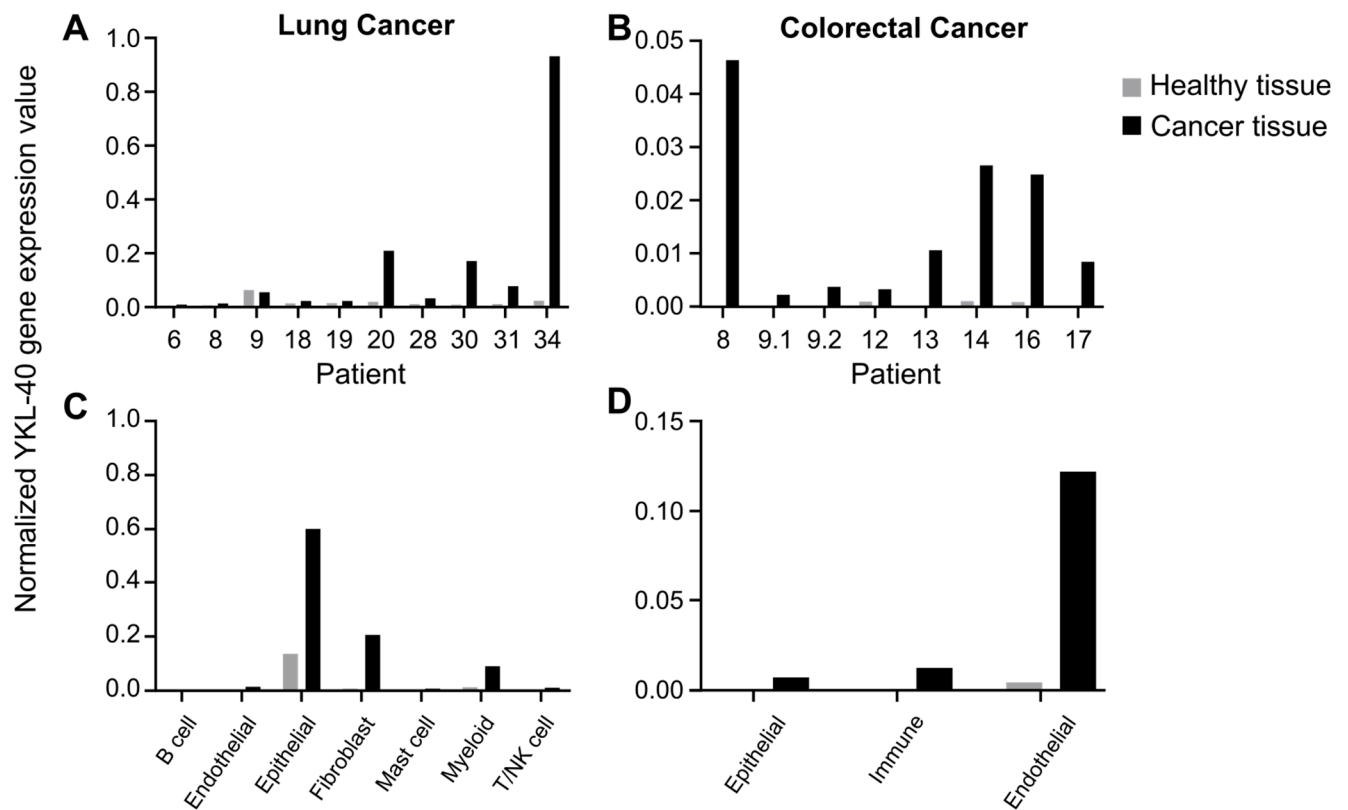 A
Lung Cancer
B
Colorectal Cancer
Healthy tissue
Cancer tissue
Normalized YKL-40 gene expression value
1.0
0.8
0.6
0.4
0.2
0.0
6 8 9 18 19 20 28 30 31 34
Patient
0.05
0.04
0.03
0.02
0.01
0.00
8 9.1 9.2 12 13 14 16 17
Patient
C
1.0
0.8
0.6
0.4
0.2
0.0
B cell
Endothelial
Epithelial
Fibroblast
Mast cell
Myeloid
T/NK cell
D
0.15
0.10
0.05
0.00
Epithelial
Immune
Endothelial